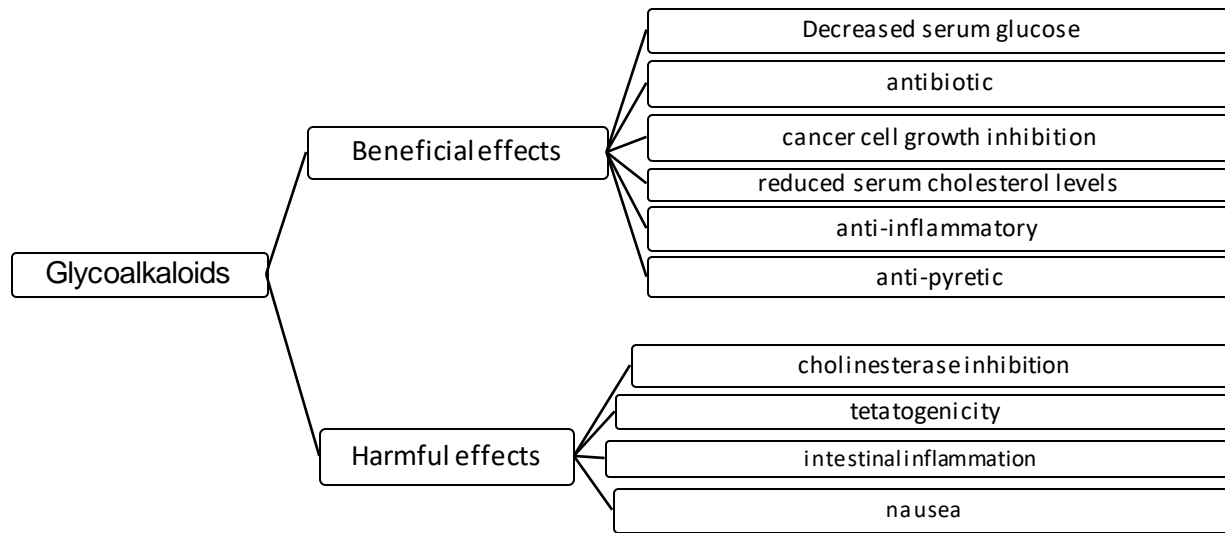 Glycoalkaloids
Beneficial effects
Decreased serum glucose
antibiotic
cancer cell growth inhibition
reduced serum cholesterol levels
anti-inflammatory
anti-pyretic
Harmful effects
cholinesterase inhibition
tetatogenicity
intestinal inflammation
nausea